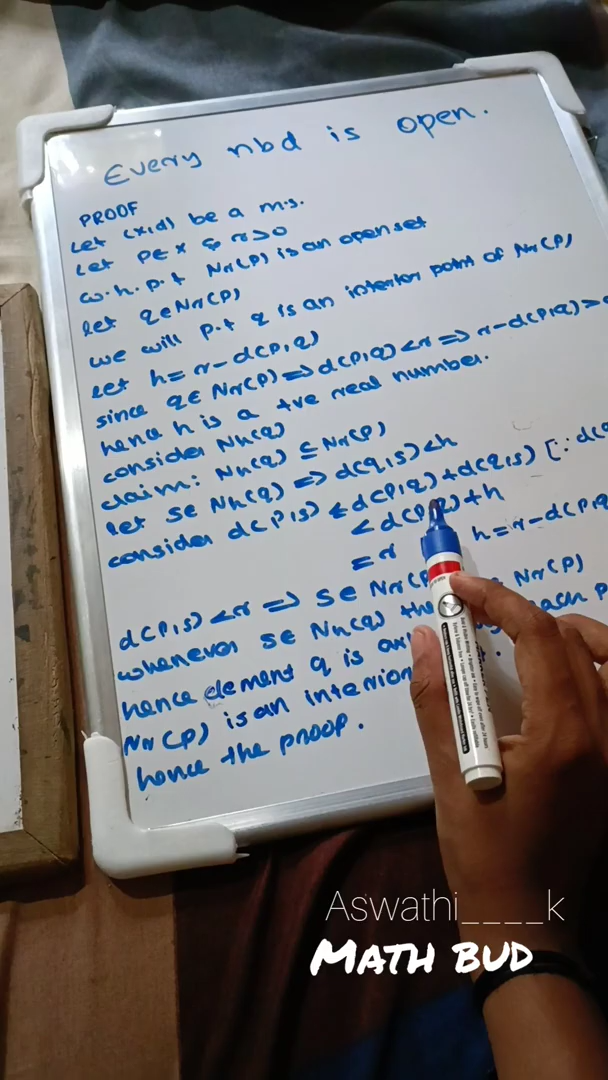 Every nbd is open.
PROOF
Let (X,d) be a m.s.
Let P∈X & r>0
w.h.p.t Nr(P) is an open set
Let q∈Nr(P)
we will p.t q is an interior point of Nr(P)
Let h=r-d(P,q)
since q∈Nr(P)⇒d(P,q)<r⇒r-d(P,q)>
hence h is a +ve real number.
consider Nh(q)
claim: Nh(q)⊆Nr(P)
Let s∈Nh(q)⇒d(q,s)<h
consider d(P,s)≤d(P,q)+d(q,s) [∵
<d(P,q)+h
=r h=r-d(P,q
d(P,s)<r⇒s∈Nr(P
whenever s∈Nh(q) Nr(P)
hence element q is
Nr(P) is an interior
hence the proof.
Aswathi____k
MATH BUD